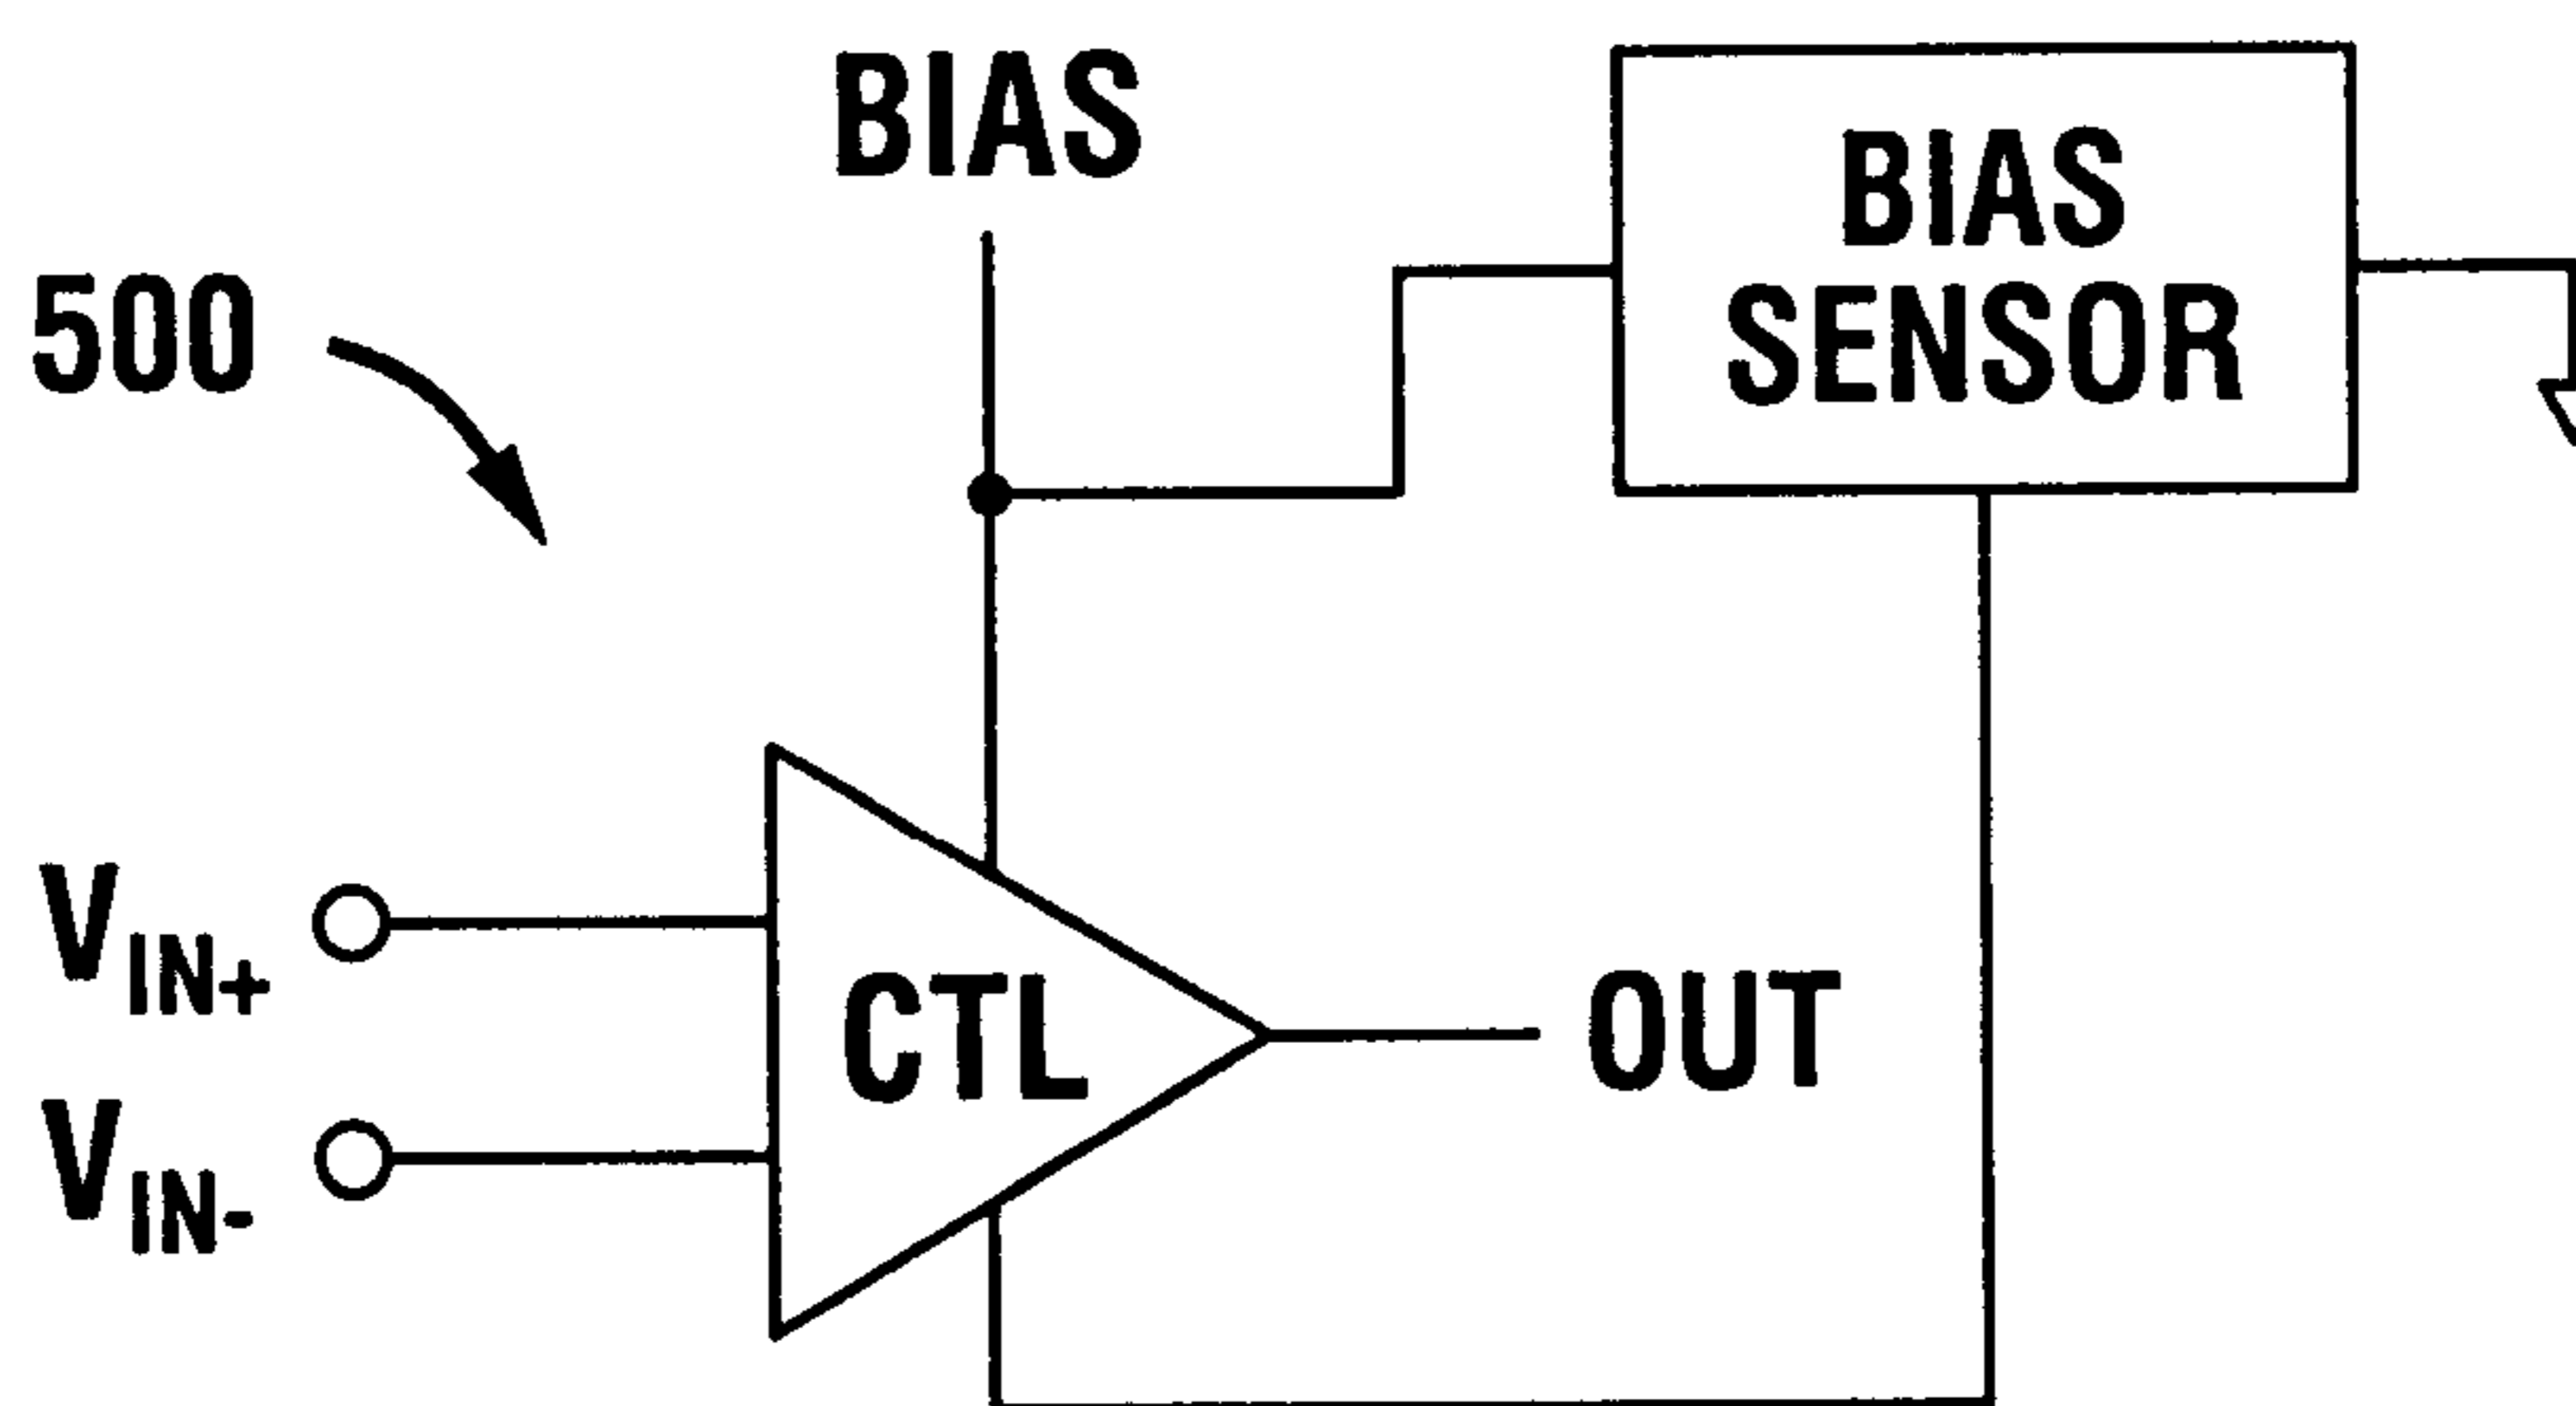 BIAS
BIAS
SENSOR
500
VIN+
CTL
OUT
VIN-